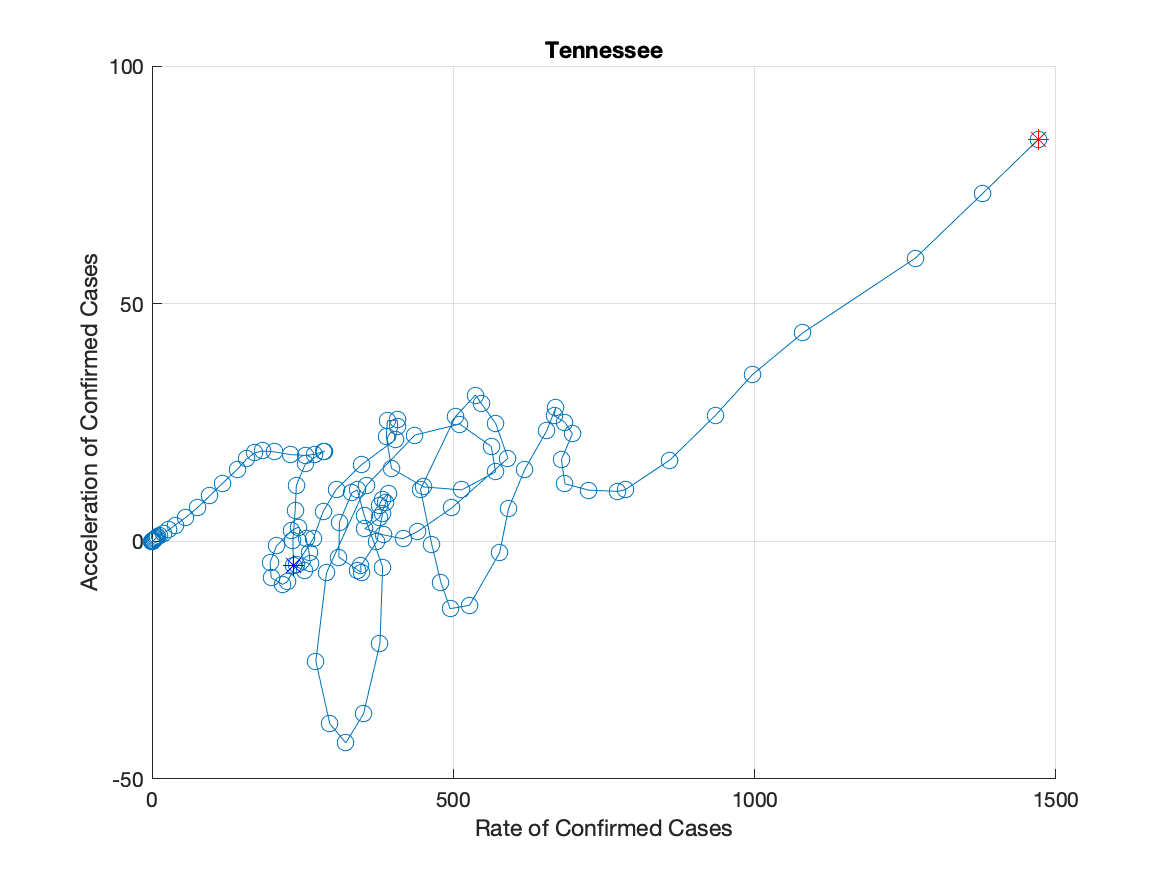 Tennessee
100
50
0
-50
0 500 1000 1500
Acceleration of Confirmed Cases
Rate of Confirmed Cases